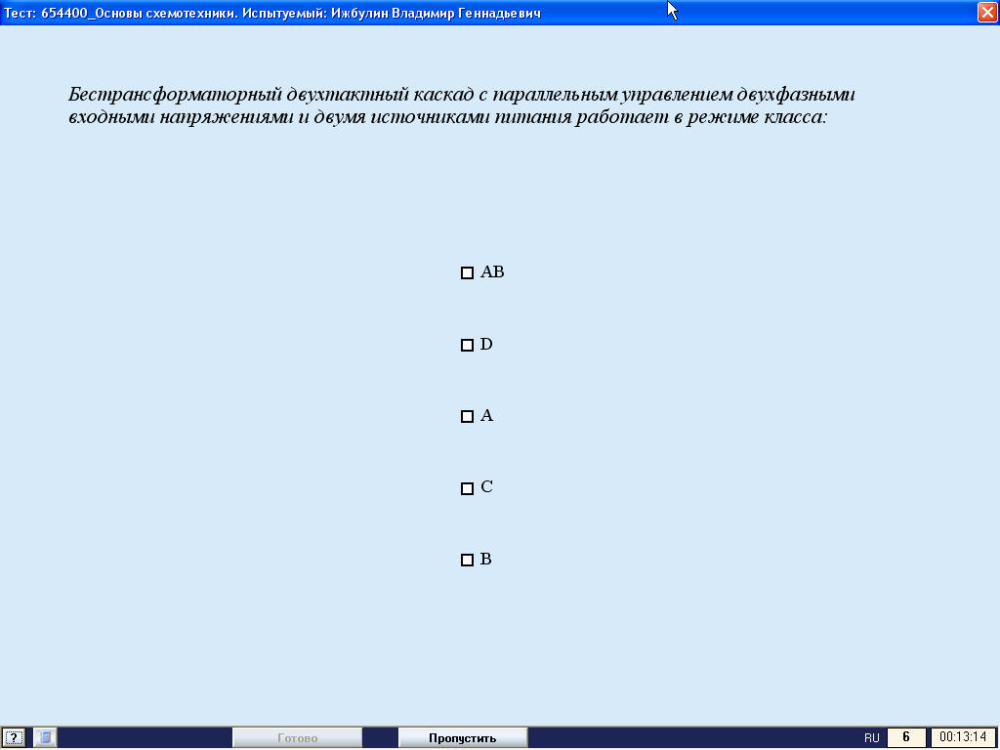 Тест: 654400_Основы схемотехники. Испытуемый: Ижбулин Владимир Геннадьевич
Бестрансформаторный двухтактный каскад с параллельным управлением двухфазными
входными напряжениями и двумя источниками питания работает в режиме класса:
AB
D
A
C
B
?
Готово
Пропустить
RU
6
00:13:14